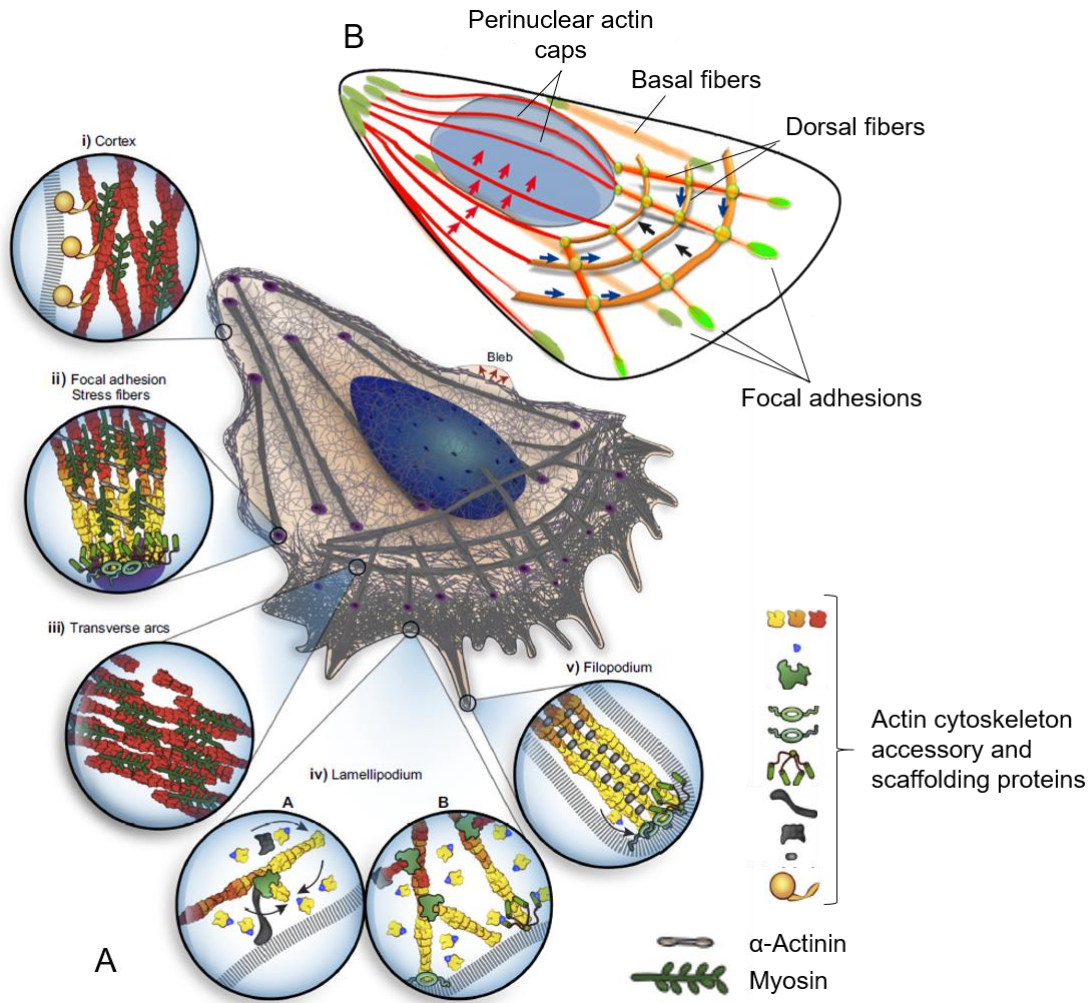 B
Perinuclear actin
caps
Basal fibers
Dorsal fibers
Focal adhesions
i) Cortex
ii) Focal adhesion
Stress fibers
Bleb
iii) Transverse arcs
iv) Lamellipodium
A
B
v) Filopodium
Actin cytoskeleton
accessory and
scaffolding proteins
α-Actinin
Myosin
A